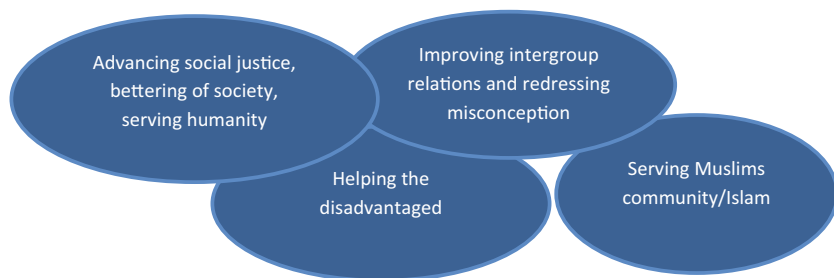 Advancing social justice,
bettering of society,
serving humanity
Improving intergroup
relations and redressing
misconception
Helping the
disadvantaged
Serving Muslims
community/Islam